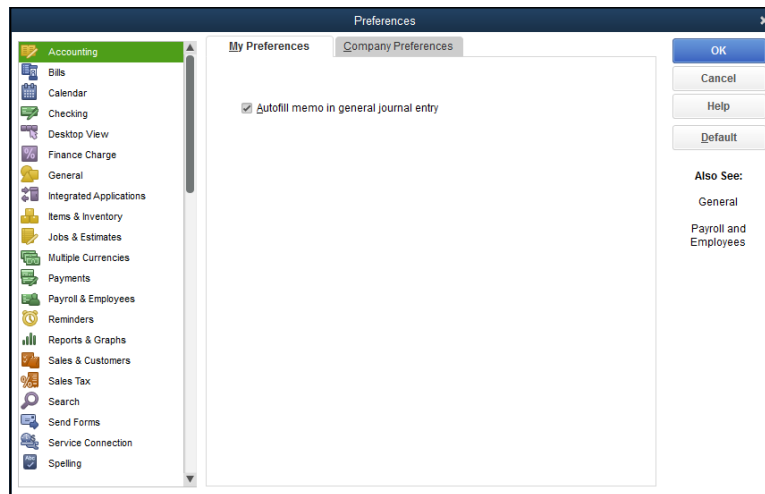 Preferences
Accounting
Bills
Calendar
Checking
Desktop View
Finance Charge
General
Integrated Applications
Items & Inventory
Jobs & Estimates
Multiple Currencies
Payments
Payroll & Employees
Reminders
Reports & Graphs
Sales & Customers
Sales Tax
Search
Send Forms
Service Connection
Spelling
My Preferences
Company Preferences
Autofill memo in general journal entry
OK
Cancel
Help
Default
Also See:
General
Payroll and
Employees